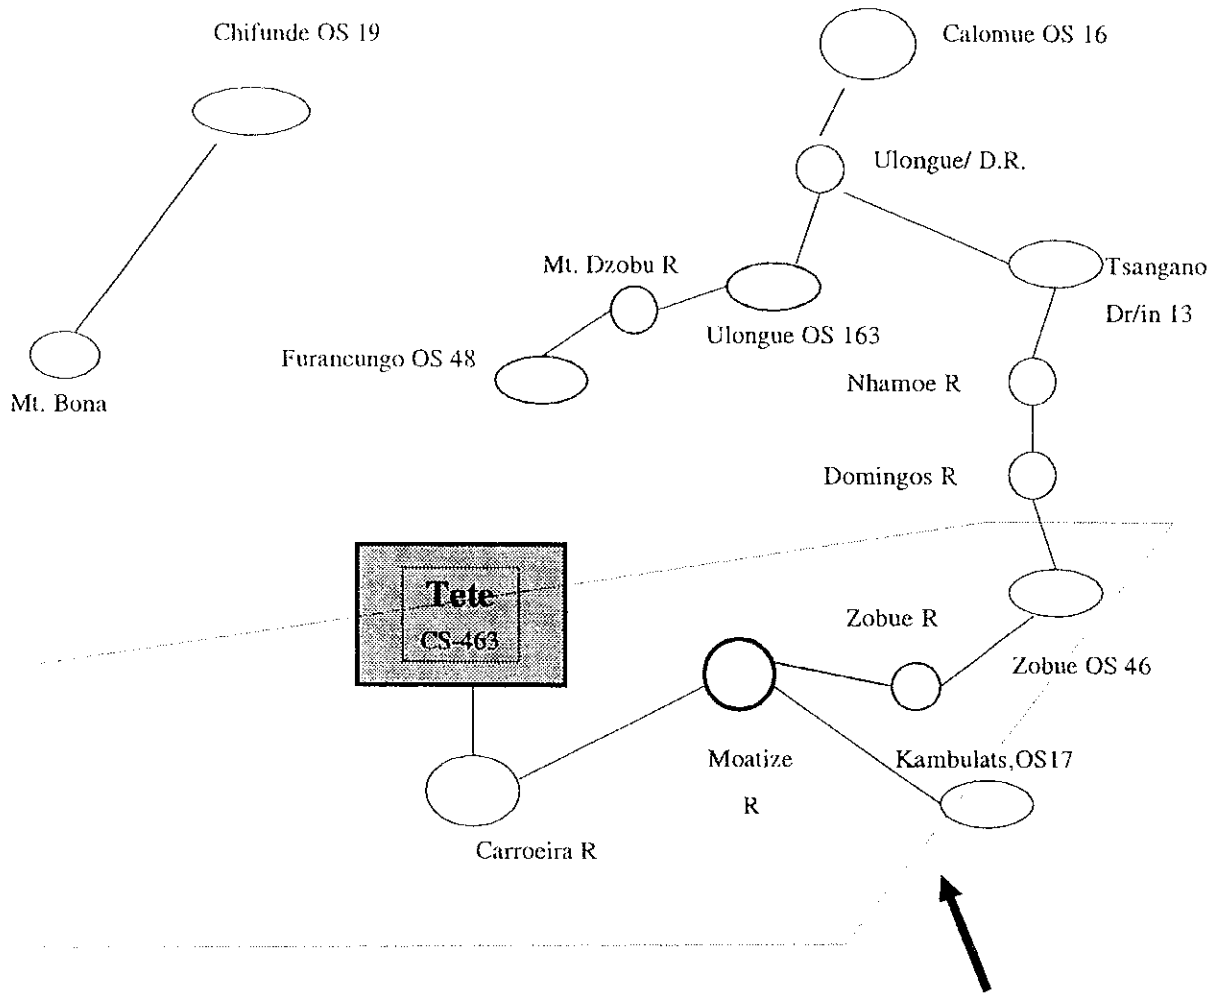 Chifunde OS 19
Calomue OS 16
Ulongue/ D.R.
Mt. Dzobu R
Tsangano
Dr/in 13
Ulongue OS 163
Furancungo OS 48
Nhamoe R
Mt. Bona
Domingos R
Tete
CS-463
Zobue R
Zobue OS 46
Moatize
R
Kambulats,OS17
Carroeira R